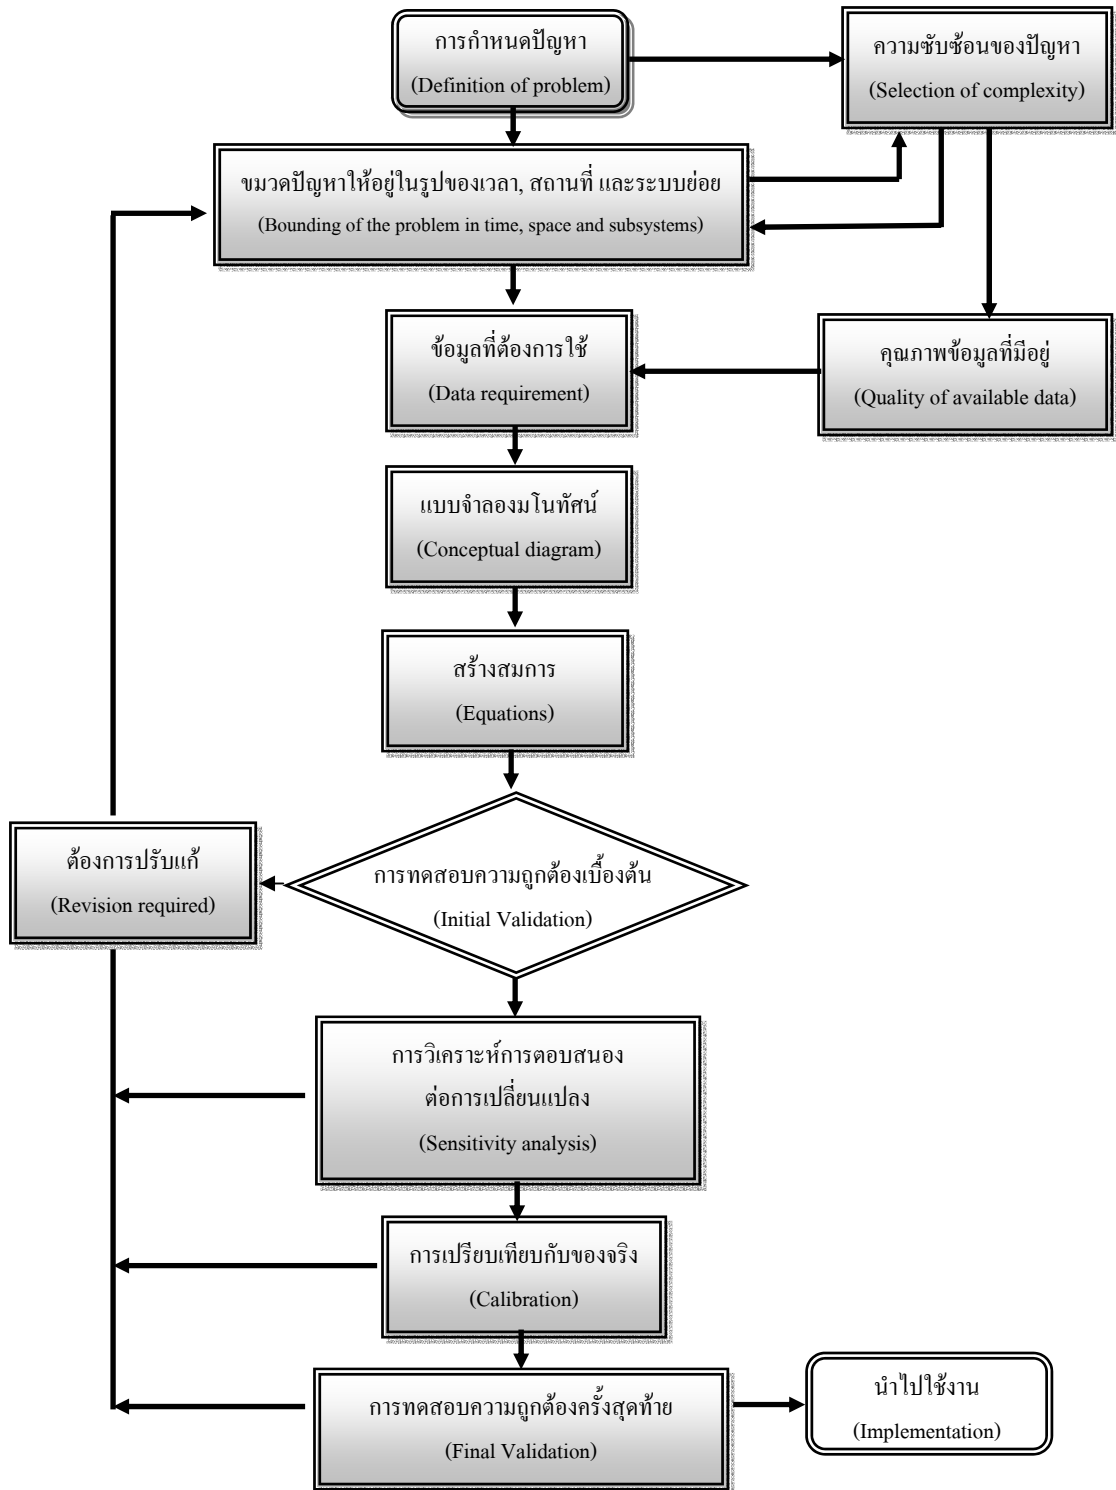 การกำหนดปัญหา
(Definition of problem)
ความซับซ้อนของปัญหา
(Selection of complexity)
ขมวดปัญหาให้อยู่ในรูปของเวลา, สถานที่ และระบบย่อย
(Bounding of the problem in time, space and subsystems)
ข้อมูลที่ต้องการใช้
(Data requirement)
คุณภาพข้อมูลที่มีอยู่
(Quality of available data)
แบบจำลองมโนทัศน์
(Conceptual diagram)
สร้างสมการ
(Equations)
ต้องการปรับแก้
(Revision required)
การทดสอบความถูกต้องเบื้องต้น
(Initial Validation)
การวิเคราะห์การตอบสนอง
ต่อการเปลี่ยนแปลง
(Sensitivity analysis)
การเปรียบเทียบกับของจริง
(Calibration)
การทดสอบความถูกต้องครั้งสุดท้าย
(Final Validation)
นำไปใช้งาน
(Implementation)